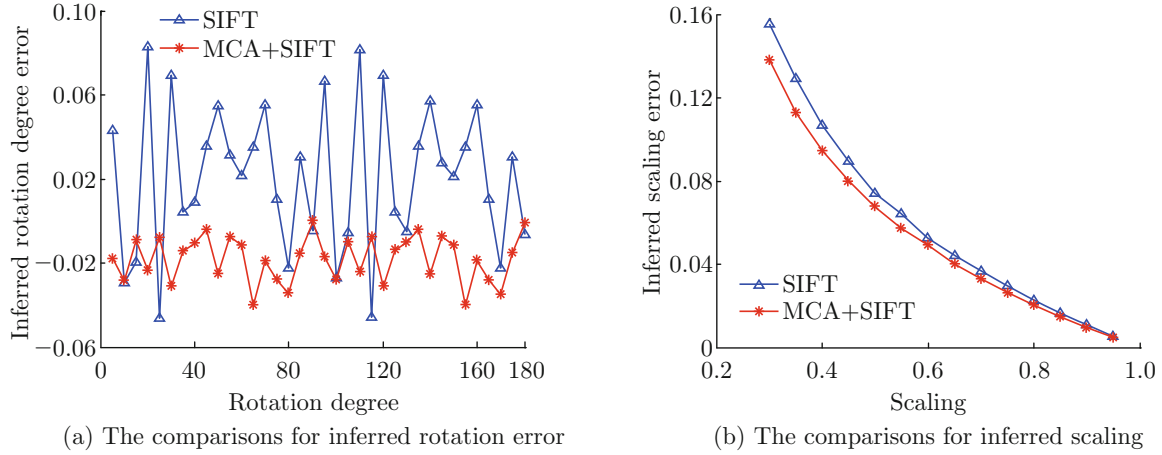 Inferred rotation degree error
0.10
0.06
0.02
−0.02
−0.06
SIFT
MCA+SIFT
0
40
80
120
160
180
Rotation degree
(a) The comparisons for inferred rotation error
Inferred scaling error
0.16
0.12
0.08
0.04
0
SIFT
MCA+SIFT
0.2
0.4
0.6
0.8
1.0
Scaling
(b) The comparisons for inferred scaling